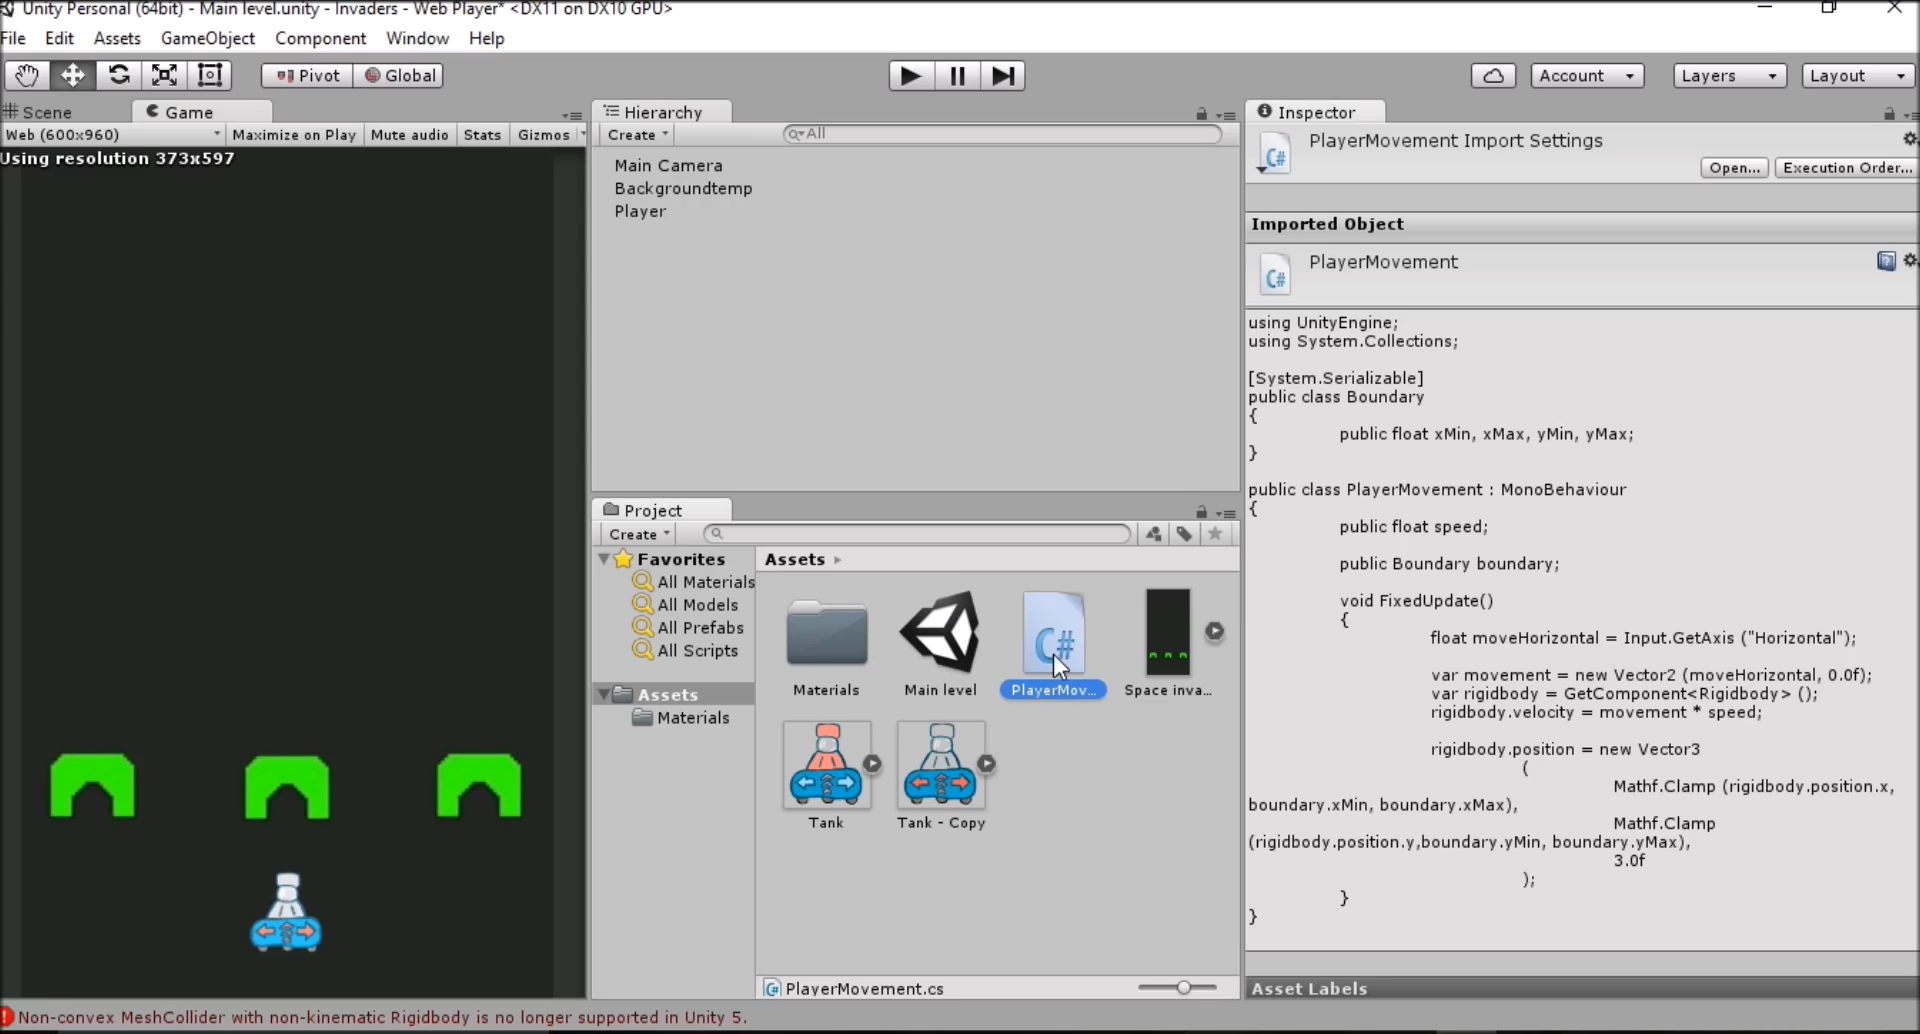 Unity Personal (64bit) - Main level.unity - Invaders - Web Player* <DX11 on DX10 GPU>
File Edit Assets GameObject Component Window Help
Pivot Global Account Layers Layout
Scene Game
Web (600x960) Maximize on Play Mute audio Stats Gizmos
Using resolution 373x597
Hierarchy
Create All
Main Camera
Backgroundtemp
Player
Project
Create
Favorites
All Materials
All Models
All Prefabs
All Scripts
Assets
Materials
Assets
Materials Main level PlayerMov... Space inva...
Tank Tank - Copy
PlayerMovement.cs
Inspector
PlayerMovement Import Settings
Open... Execution Order...
Imported Object
PlayerMovement
using UnityEngine;
using System.Collections;
[System.Serializable]
public class Boundary
{
public float xMin, xMax, yMin, yMax;
}
public class PlayerMovement : MonoBehaviour
{
public float speed;
public Boundary boundary;
void FixedUpdate()
{
float moveHorizontal = Input.GetAxis ("Horizontal");
var movement = new Vector2 (moveHorizontal, 0.0f);
var rigidbody = GetComponent<Rigidbody> ();
rigidbody.velocity = movement * speed;
rigidbody.position = new Vector3
(
Mathf.Clamp (rigidbody.position.x,
boundary.xMin, boundary.xMax),
Mathf.Clamp
(rigidbody.position.y,boundary.yMin, boundary.yMax),
3.0f
);
}
}
Asset Labels
Non-convex MeshCollider with non-kinematic Rigidbody is no longer supported in Unity 5.